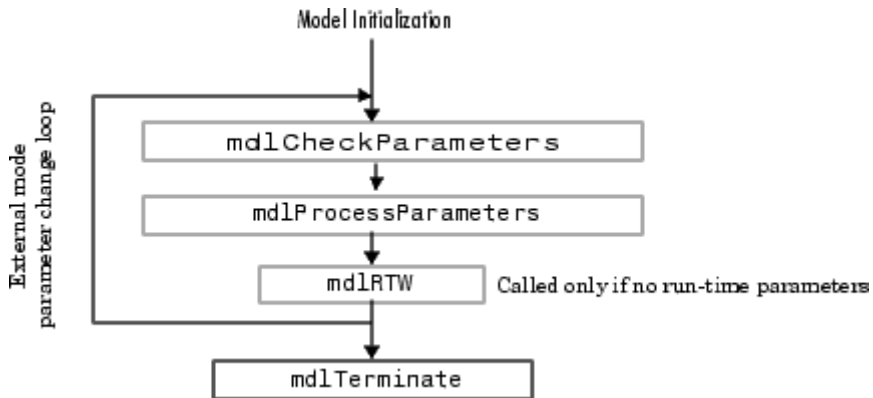 Model Initialization
External mode
parameter change loop
mdlCheckParameters
mdlProcessParameters
mdlRTW
Called only if no run-time parameters
mdlTerminate